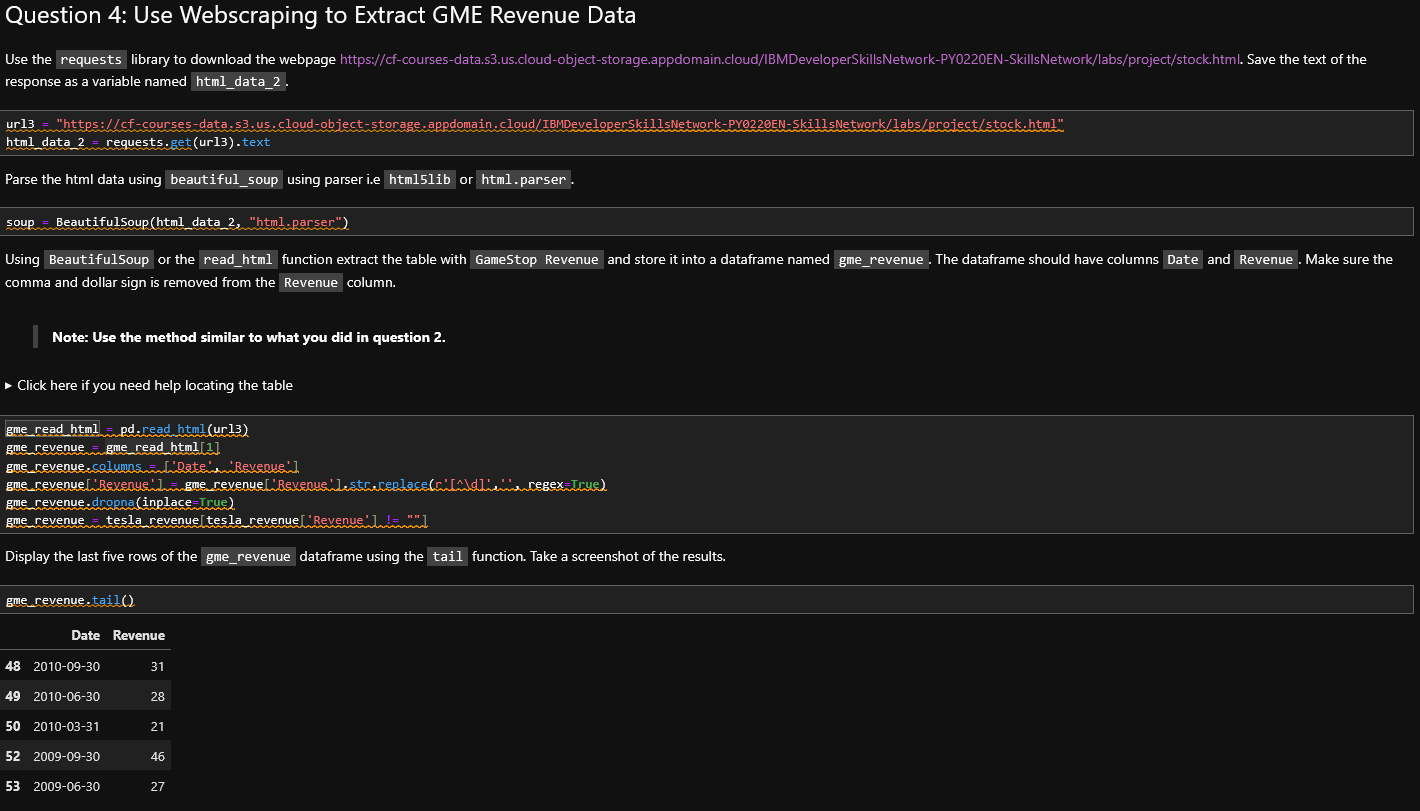 Question 4: Use Webscraping to Extract GME Revenue Data
Use the requests library to download the webpage https://cf-courses-data.s3.us.cloud-object-storage.appdomain.cloud/IBMDeveloperSkillsNetwork-PY0220EN-SkillsNetwork/labs/project/stock.html. Save the text of the
response as a variable named html_data_2.
url3 = "https://cf-courses-data.s3.us.cloud-object-storage.appdomain.cloud/IBMDeveloperSkillsNetwork-PY0220EN-SkillsNetwork/labs/project/stock.html"
html_data_2 = requests.get(url3).text
Parse the html data using beautiful_soup using parser i.e html5lib or html.parser.
soup = BeautifulSoup(html_data_2, "html.parser")
Using BeautifulSoup or the read_html function extract the table with GameStop Revenue and store it into a dataframe named gme_revenue. The dataframe should have columns Date and Revenue. Make sure the
comma and dollar sign is removed from the Revenue column.
Note: Use the method similar to what you did in question 2.
▸ Click here if you need help locating the table
gme_read_html = pd.read_html(url3)
gme_revenue = gme_read_html[1]
gme_revenue.columns = ['Date', 'Revenue']
gme_revenue['Revenue'] = gme_revenue['Revenue'].str.replace(r'[^\d]','', regex=True)
gme_revenue.dropna(inplace=True)
gme_revenue = tesla_revenue[tesla_revenue['Revenue'] != ""]
Display the last five rows of the gme_revenue dataframe using the tail function. Take a screenshot of the results.
gme_revenue.tail()
Date Revenue
48 2010-09-30 31
49 2010-06-30 28
50 2010-03-31 21
52 2009-09-30 46
53 2009-06-30 27